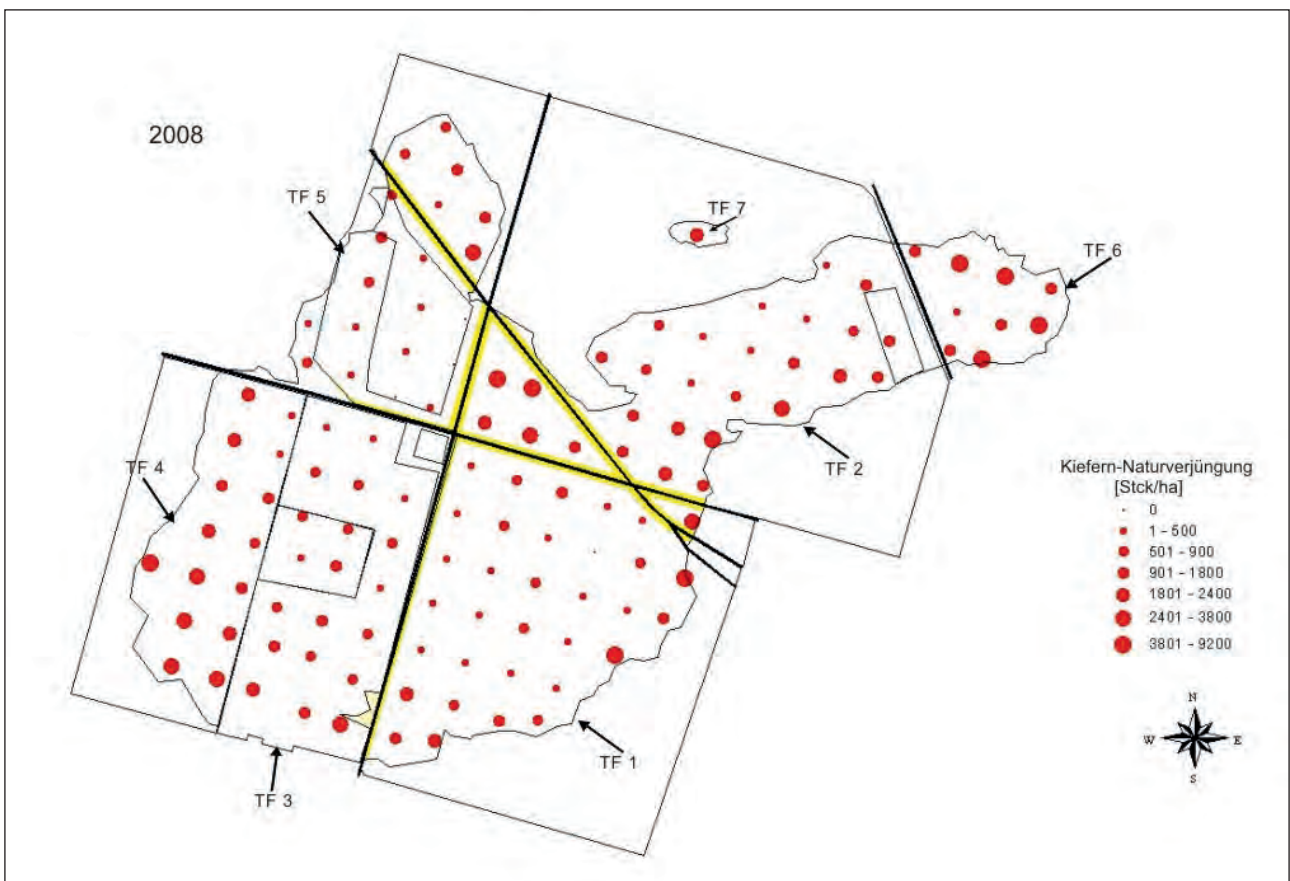 2008
TF 5
TF 7
TF 6
TF 4
TF 2
Kiefern-Naturverjüngung
[Stck/ha]
0
1 - 500
501 - 900
901 - 1800
1801 - 2400
2401 - 3800
3801 - 9200
TF 1
TF 3
N
W E
S